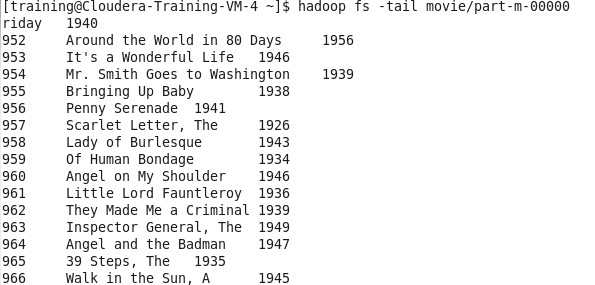 [training@Cloudera-Training-VM-4 ~]$ hadoop fs -tail movie/part-m-00000
riday	1940
952	Around the World in 80 Days	1956
953	It's a Wonderful Life	1946
954	Mr. Smith Goes to Washington	1939
955	Bringing Up Baby	1938
956	Penny Serenade	1941
957	Scarlet Letter, The	1926
958	Lady of Burlesque	1943
959	Of Human Bondage	1934
960	Angel on My Shoulder	1946
961	Little Lord Fauntleroy	1936
962	They Made Me a Criminal	1939
963	Inspector General, The	1949
964	Angel and the Badman	1947
965	39 Steps, The	1935
966	Walk in the Sun, A	1945